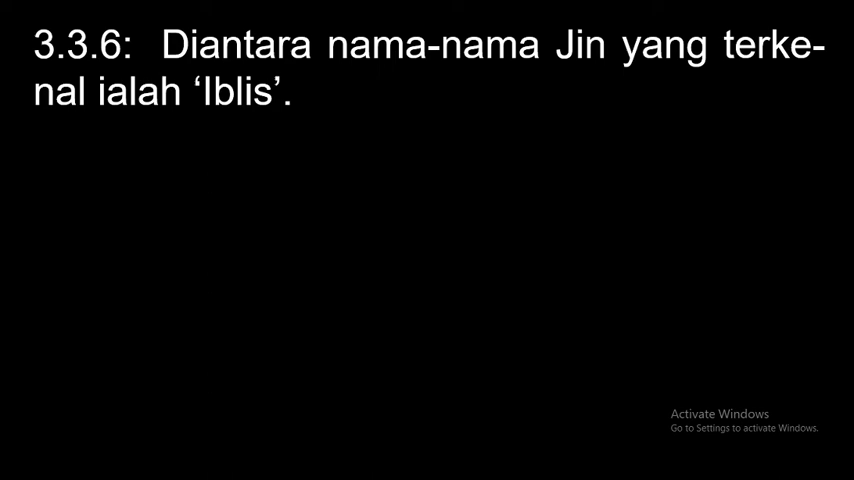 3.3.6: Diantara nama-nama Jin yang terke-
nal ialah ‘Iblis’.
Activate Windows
Go to Settings to activate Windows.